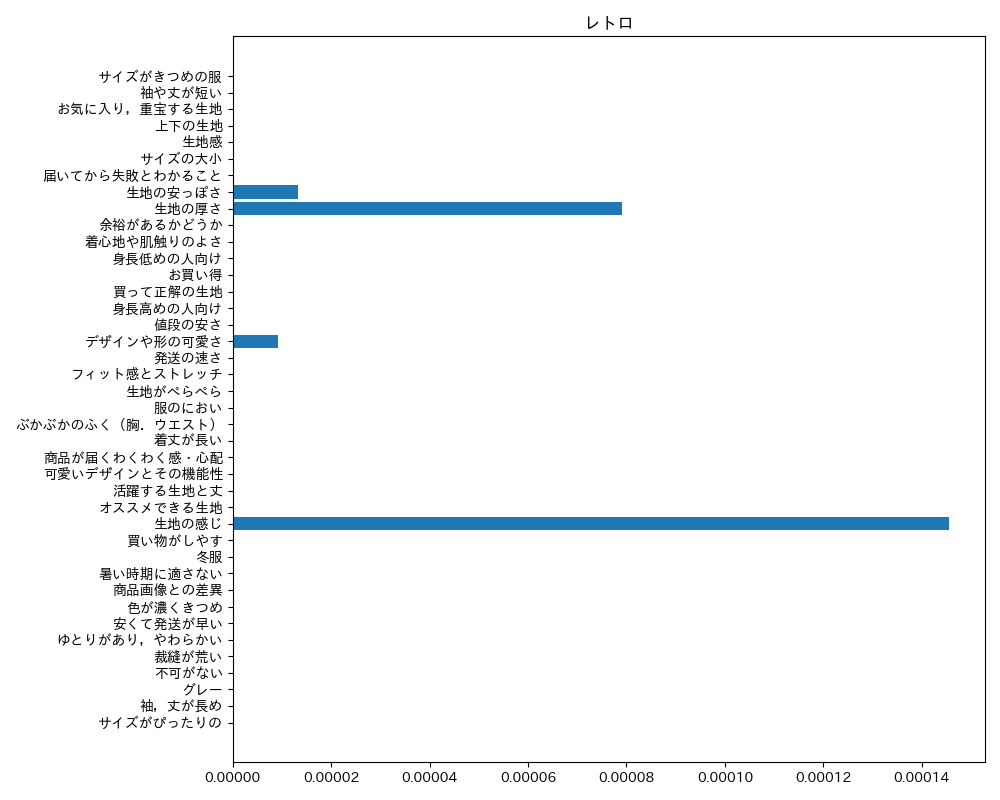 レトロ
サイズがきつめの服
袖や丈が短い
お気に入り，重宝する生地
上下の生地
生地感
サイズの大小
届いてから失敗とわかること
生地の安っぽさ
生地の厚さ
余裕があるかどうか
着心地や肌触りのよさ
身長低めの人向け
お買い得
買って正解の生地
身長高めの人向け
値段の安さ
デザインや形の可愛さ
発送の速さ
フィット感とストレッチ
生地がぺらぺら
服のにおい
ぶかぶかのふく（胸．ウエスト）
着丈が長い
商品が届くわくわく感・心配
可愛いデザインとその機能性
活躍する生地と丈
オススメできる生地
生地の感じ
買い物がしやす
冬服
暑い時期に適さない
商品画像との差異
色が濃くきつめ
安くて発送が早い
ゆとりがあり，やわらかい
裁縫が荒い
不可がない
グレー
袖，丈が長め
サイズがぴったりの
0.00000 0.00002 0.00004 0.00006 0.00008 0.00010 0.00012 0.00014